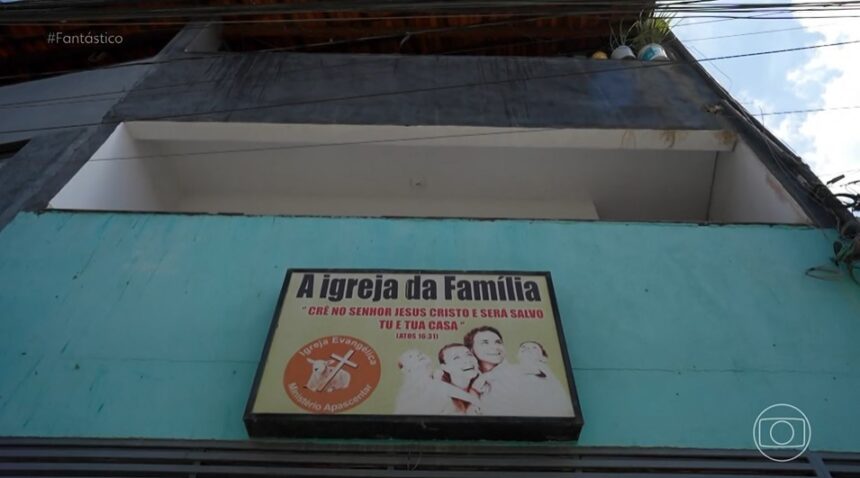 #Fantástico
A igreja da Família
"CRÊ NO SENHOR JESUS CRISTO E SERA SALVO
TU E TUA CASA"
(ATOS 16:31)
Igreja Evangélica
Ministério Apascentar